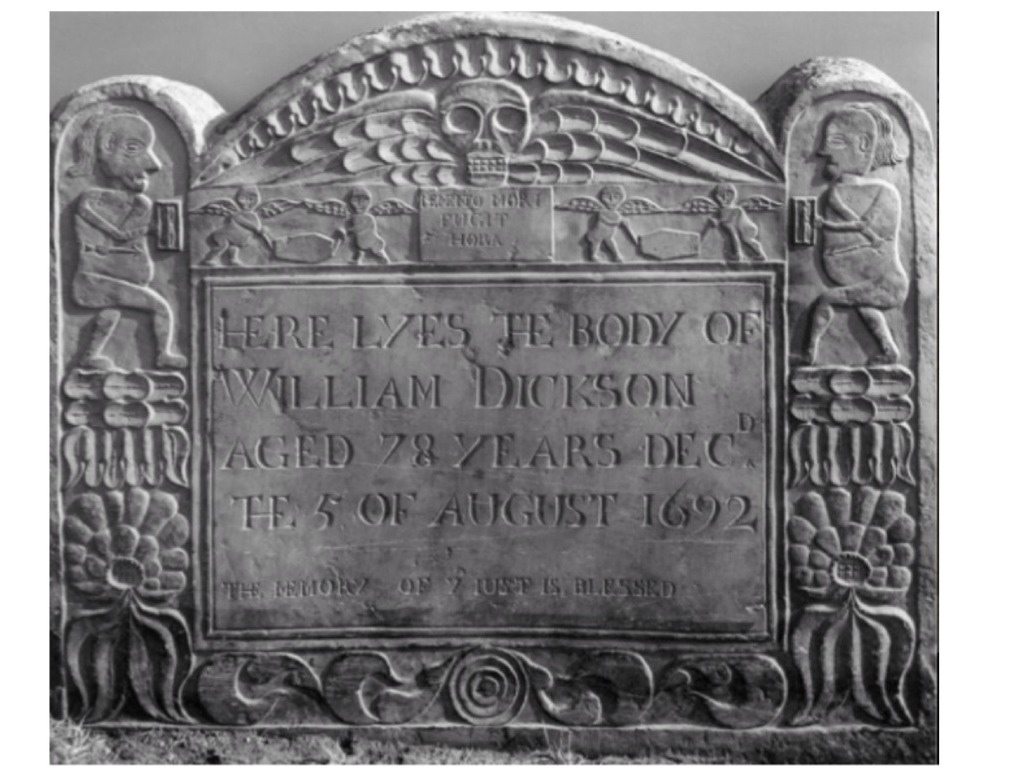 MEMENTO MORI
FUGIT
HORA
HERE LYES THE BODY OF
WILLIAM DICKSON
AGED 78 YEARS DECD
THE 5 OF AUGUST 1692
THE MEMORY OF Y IUST IS BLESSED